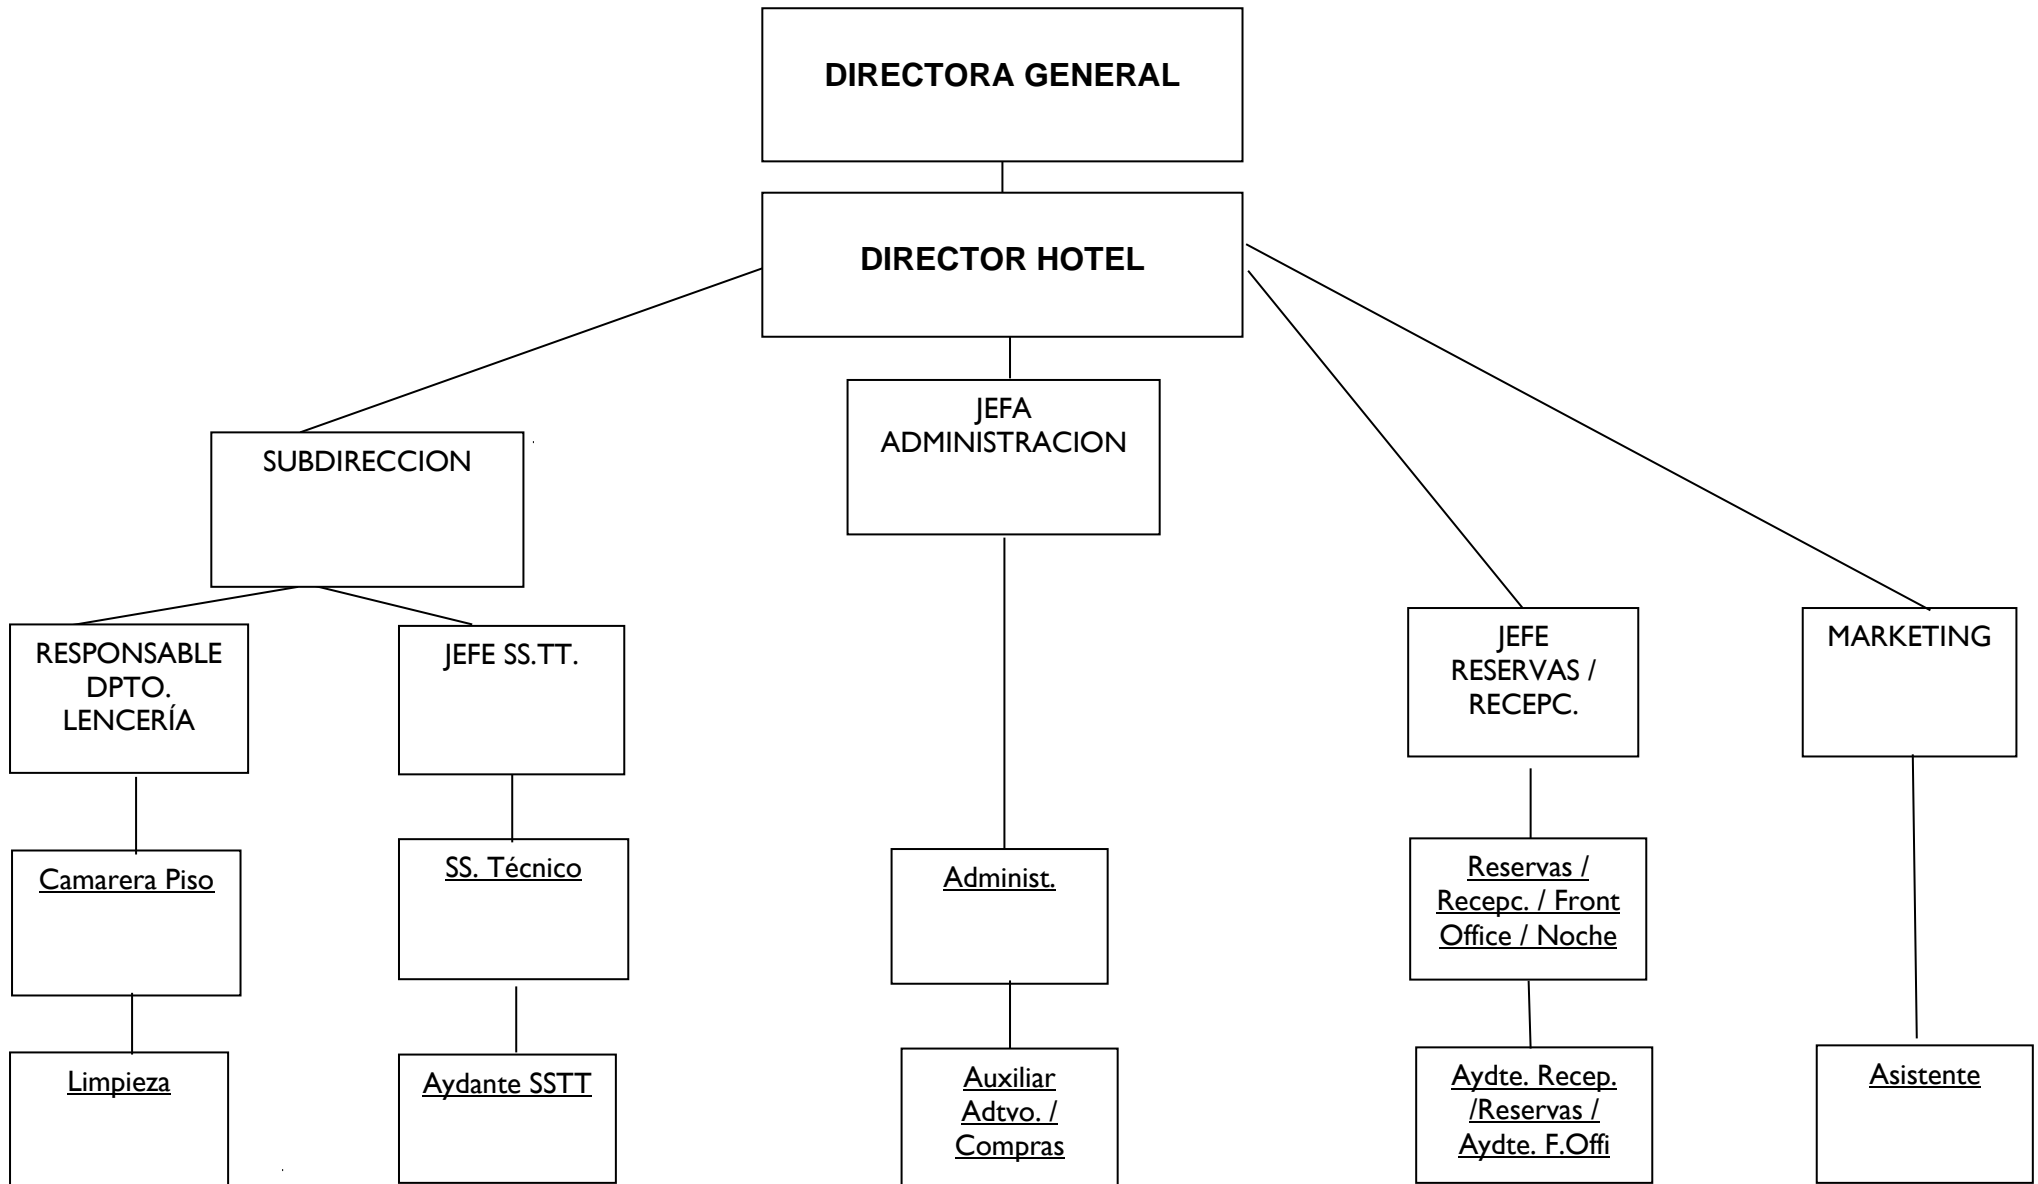 DIRECTORA GENERAL
DIRECTOR HOTEL
JEFA
ADMINISTRACION
SUBDIRECCION
RESPONSABLE
DPTO.
LENCERÍA
JEFE SS.TT.
JEFE
RESERVAS /
RECEPC.
MARKETING
Camarera Piso
SS. Técnico
Administ.
Reservas /
Recepc. / Front
Office / Noche
Limpieza
Aydante SSTT
Auxiliar
Adtvo. /
Compras
Aydte. Recep.
/Reservas /
Aydte. F.Offi
Asistente